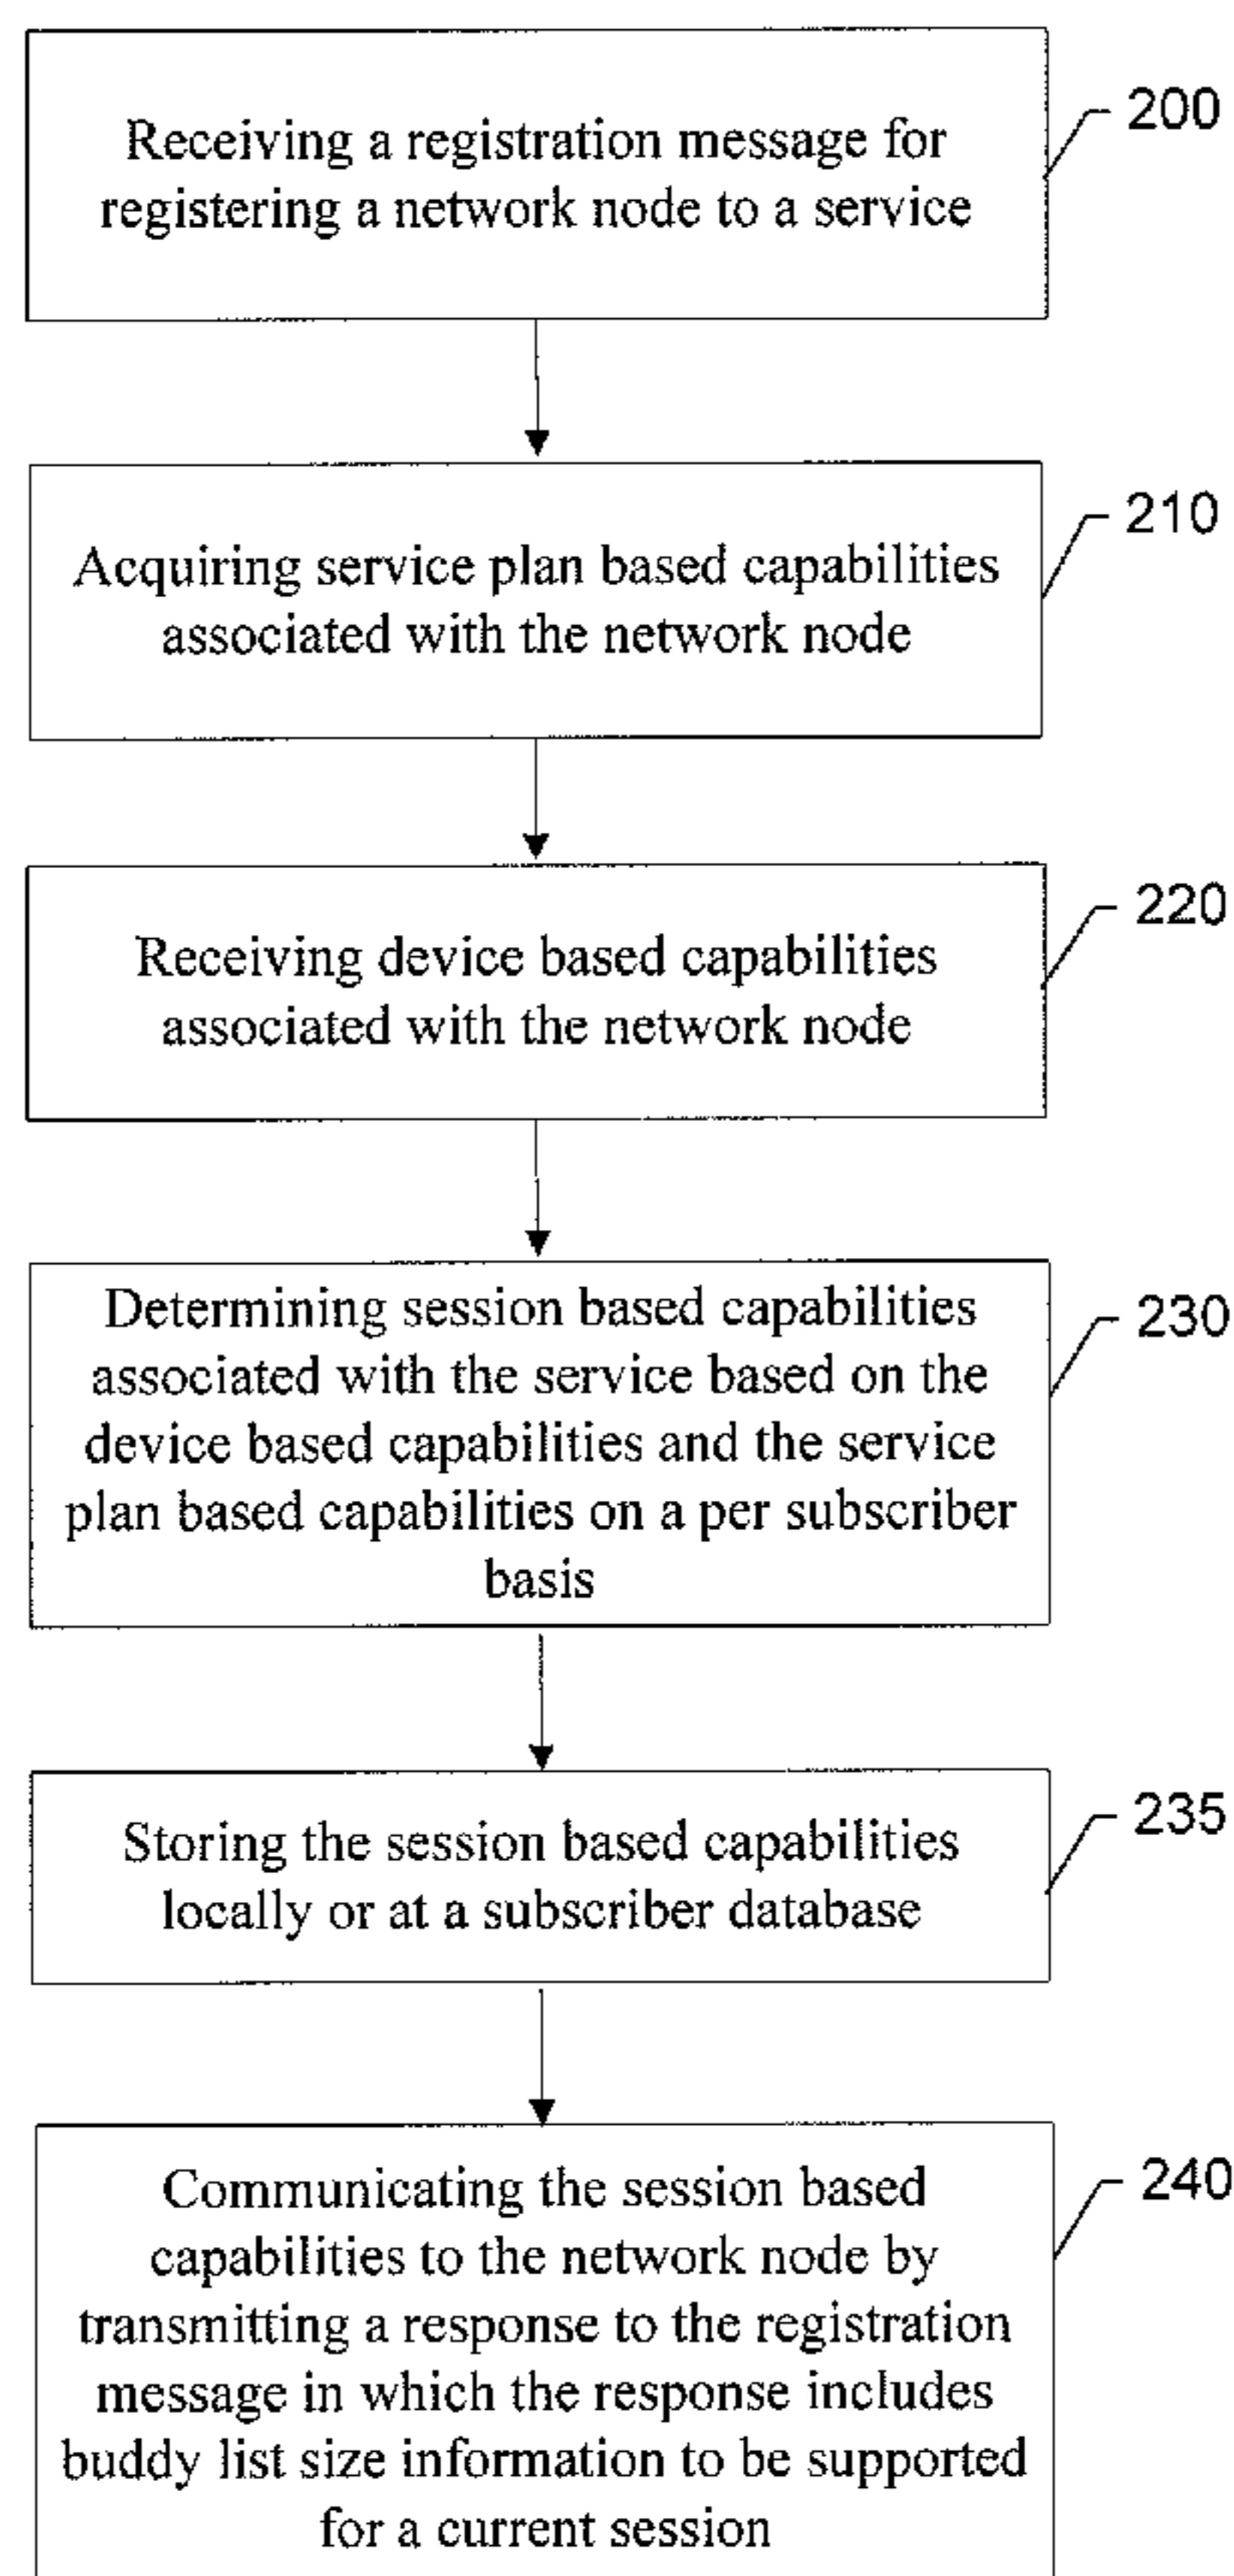 Receiving a registration message for
registering a network node to a service
200
Acquiring service plan based capabilities
associated with the network node
210
Receiving device based capabilities
associated with the network node
220
Determining session based capabilities
associated with the service based on the
device based capabilities and the service
plan based capabilities on a per subscriber
basis
230
Storing the session based capabilities
locally or at a subscriber database
235
Communicating the session based
capabilities to the network node by
transmitting a response to the registration
message in which the response includes
buddy list size information to be supported
for a current session
240